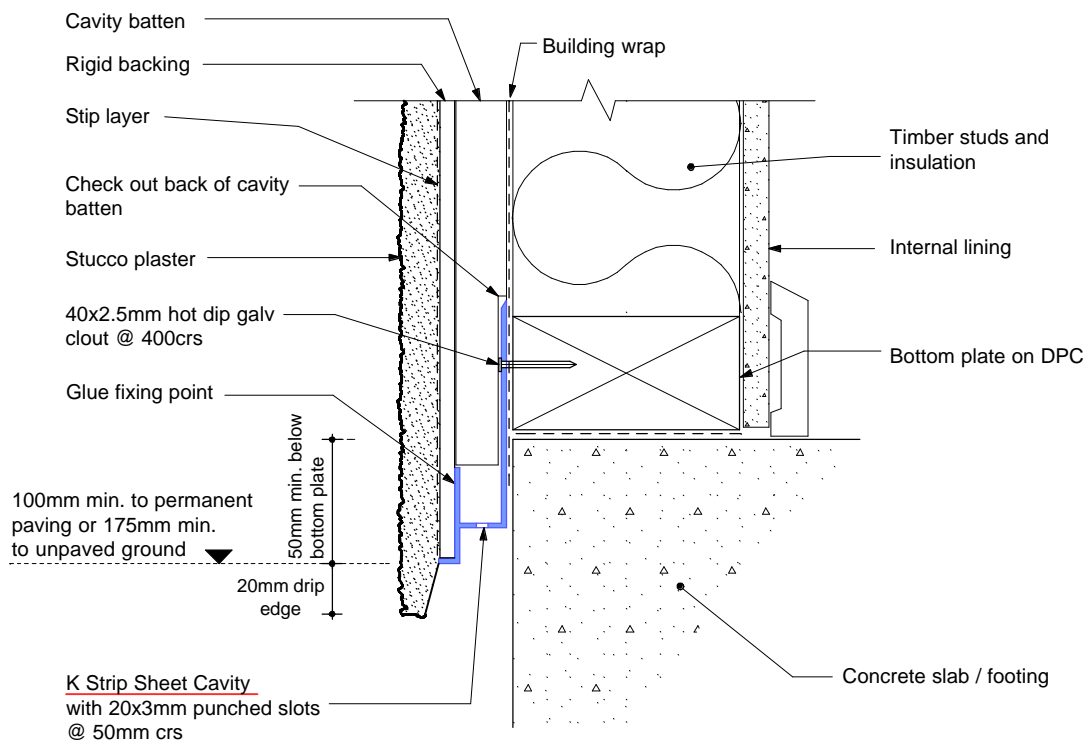 Cavity batten
Rigid backing
Stip layer
Check out back of cavity
batten
Stucco plaster
40x2.5mm hot dip galv
clout @ 400crs
Glue fixing point
100mm min. to permanent
paving or 175mm min.
to unpaved ground
50mm min. below
bottom plate
20mm drip
edge
K Strip Sheet Cavity
with 20x3mm punched slots
@ 50mm crs
Building wrap
Timber studs and
insulation
Internal lining
Bottom plate on DPC
Concrete slab / footing